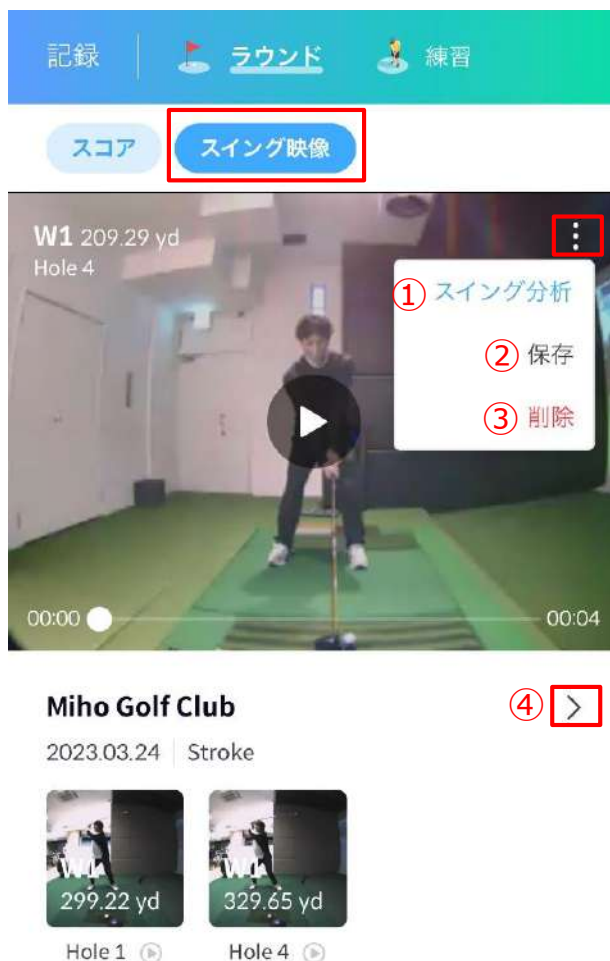 記録 ラウンド 練習
スコア スイング映像
W1 209.29 yd
Hole 4
① スイング分析
② 保存
③ 削除
00:00 00:04
Miho Golf Club ④
2023.03.24 Stroke
W1 W1
299.22 yd 329.65 yd
Hole 1 Hole 4